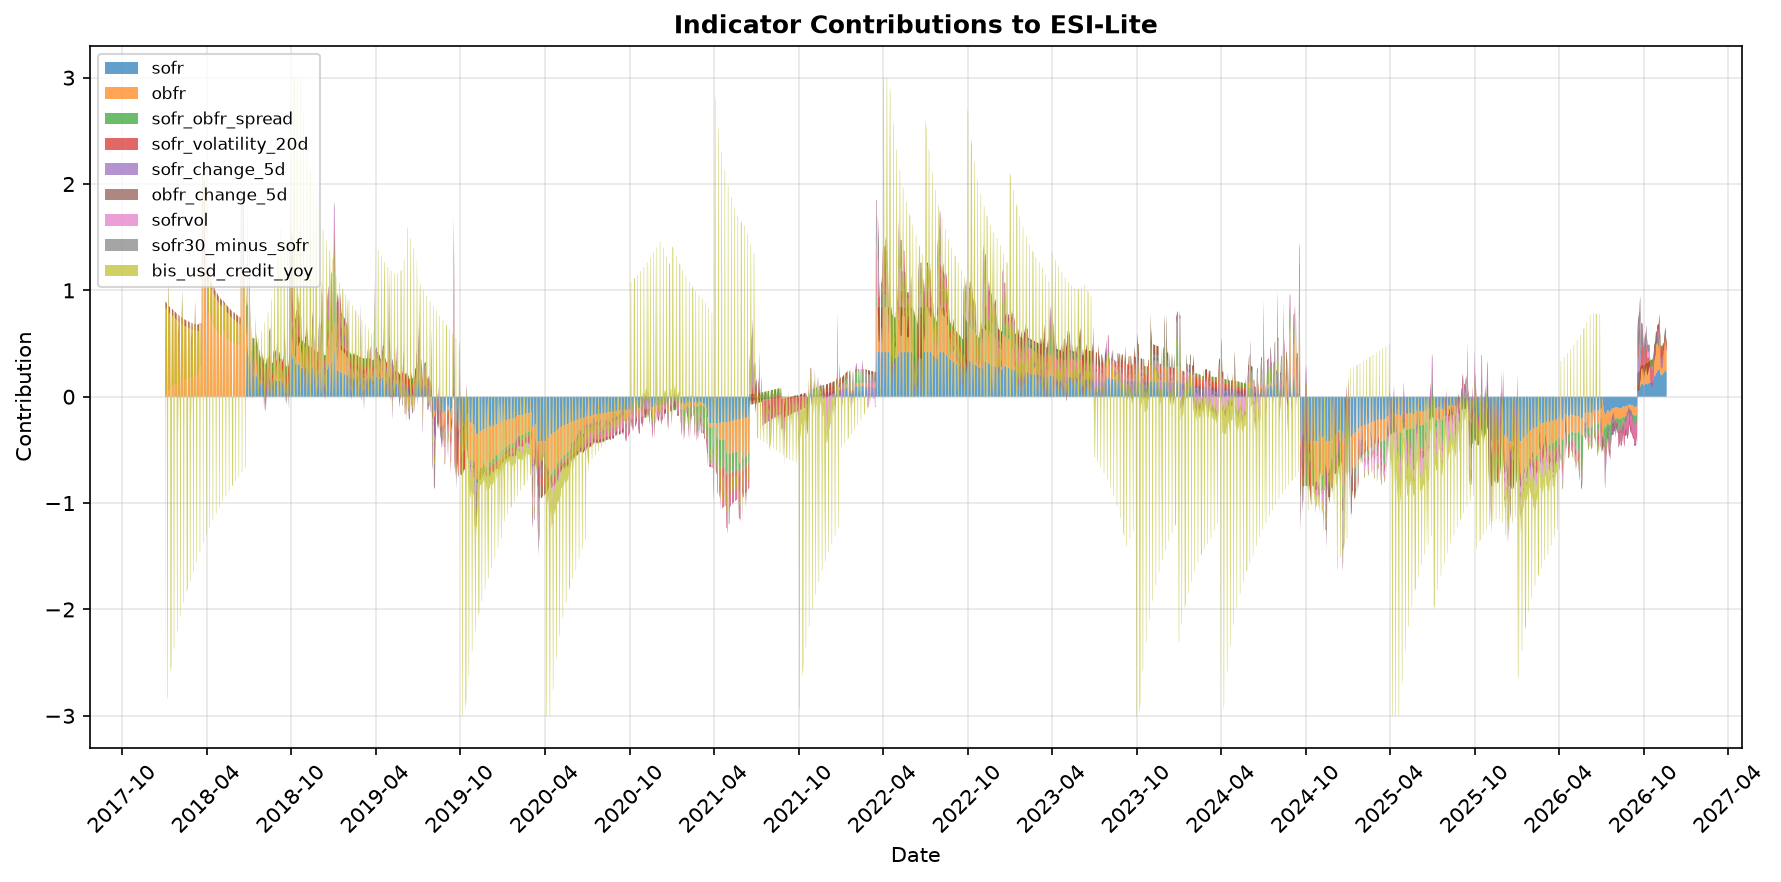 Indicator Contributions to ESI-Lite
sofr
obfr
sofr_obfr_spread
sofr_volatility_20d
sofr_change_5d
obfr_change_5d
sofrvol
sofr30_minus_sofr
bis_usd_credit_yoy
3
2
1
0
−1
−2
−3
Contribution
2017-10
2018-04
2018-10
2019-04
2019-10
2020-04
2020-10
2021-04
2021-10
2022-04
2022-10
2023-04
2023-10
2024-04
2024-10
2025-04
2025-10
2026-04
2026-10
2027-04
Date